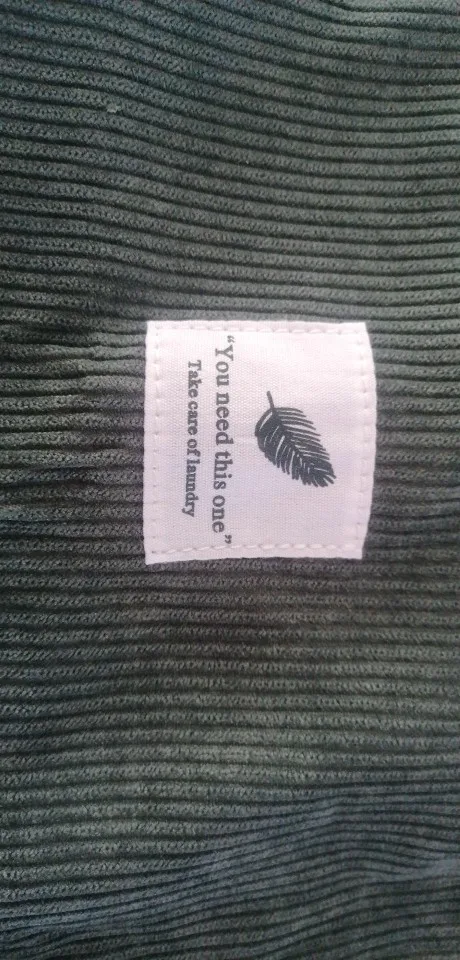 “You need this one”
Take care of laundry